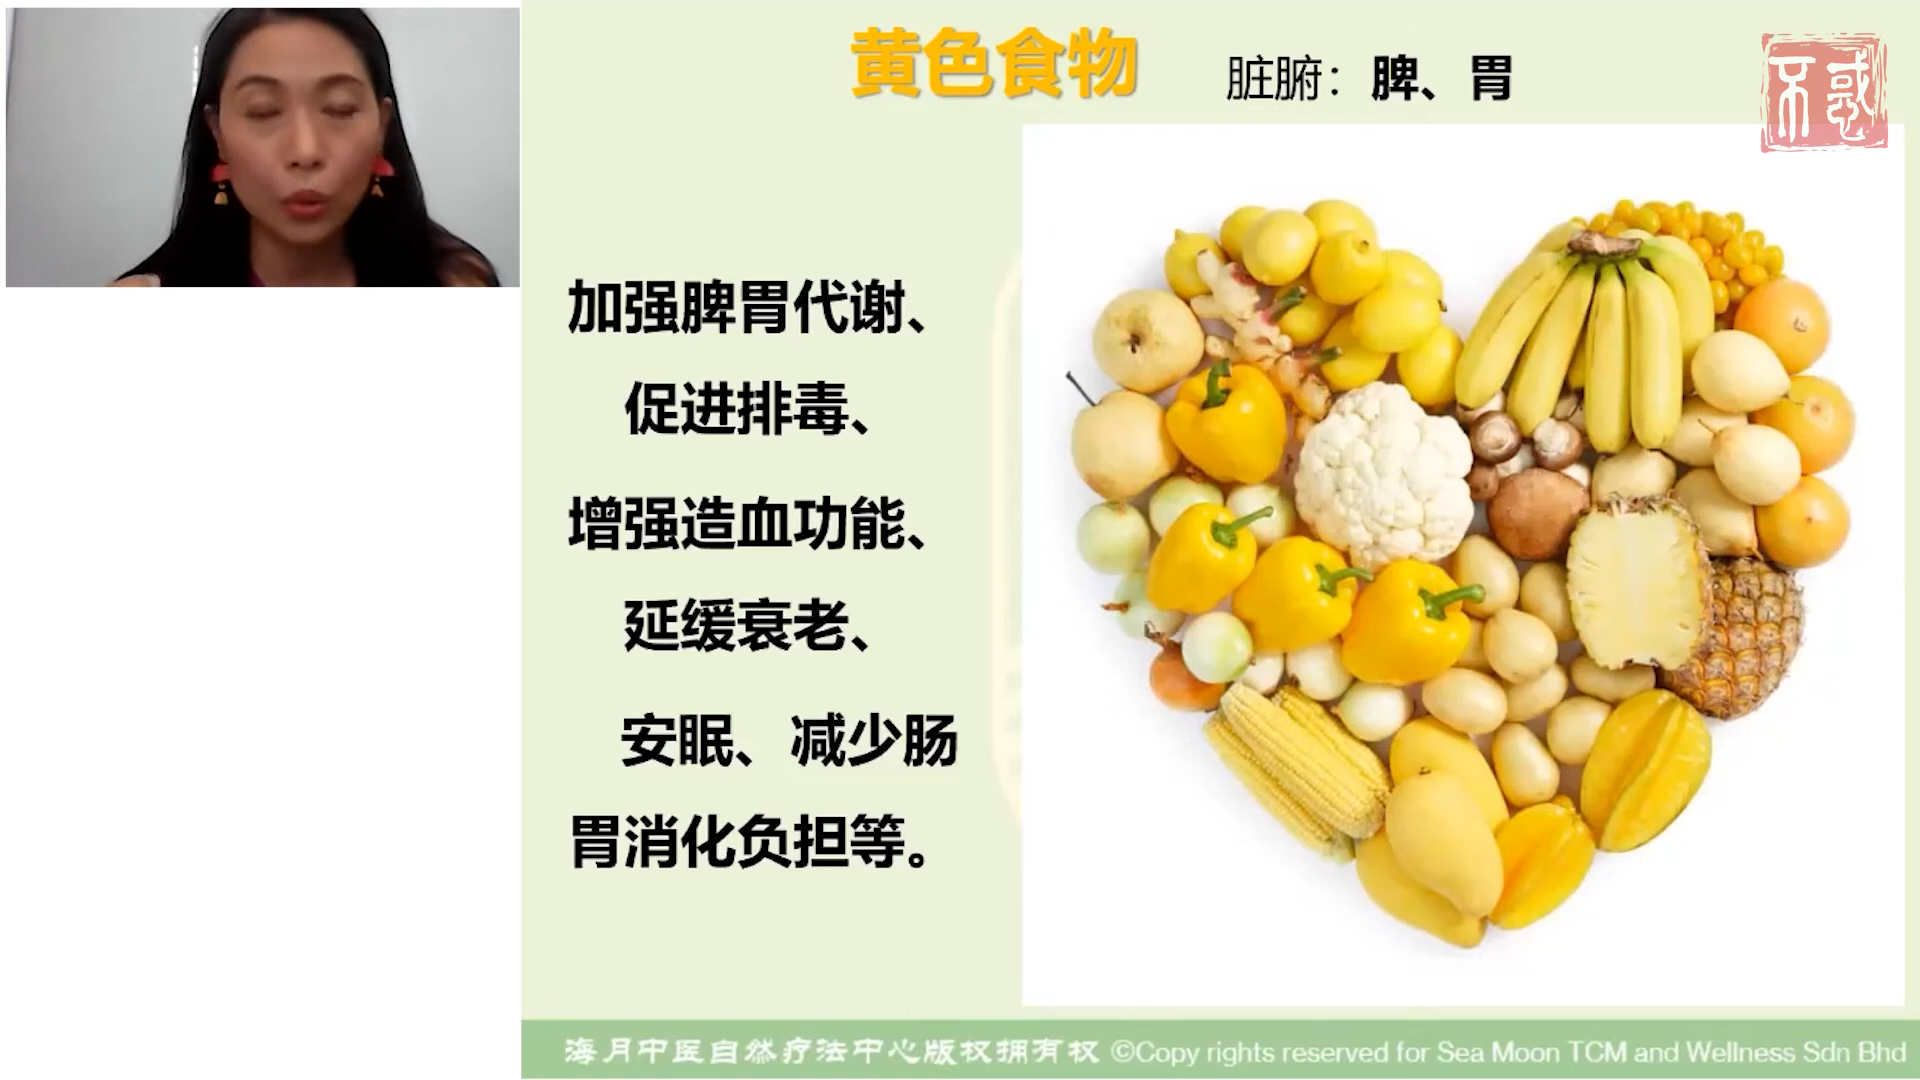 黄色食物
脏腑：脾、胃
不惑
加强脾胃代谢、
促进排毒、
增强造血功能、
延缓衰老、
安眠、减少肠
胃消化负担等。
海月中医自然疗法中心版权拥有权 ©Copy rights reserved for Sea Moon TCM and Wellness Sdn Bhd